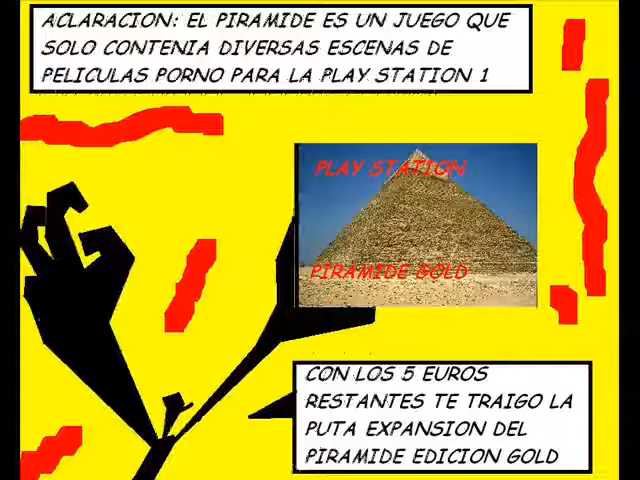 ACLARACION: EL PIRAMIDE ES UN JUEGO QUE
SOLO CONTENIA DIVERSAS ESCENAS DE
PELICULAS PORNO PARA LA PLAY STATION 1
PLAY STATION
PIRAMIDE GOLD
CON LOS 5 EUROS
RESTANTES TE TRAIGO LA
PUTA EXPANSION DEL
PIRAMIDE EDICION GOLD